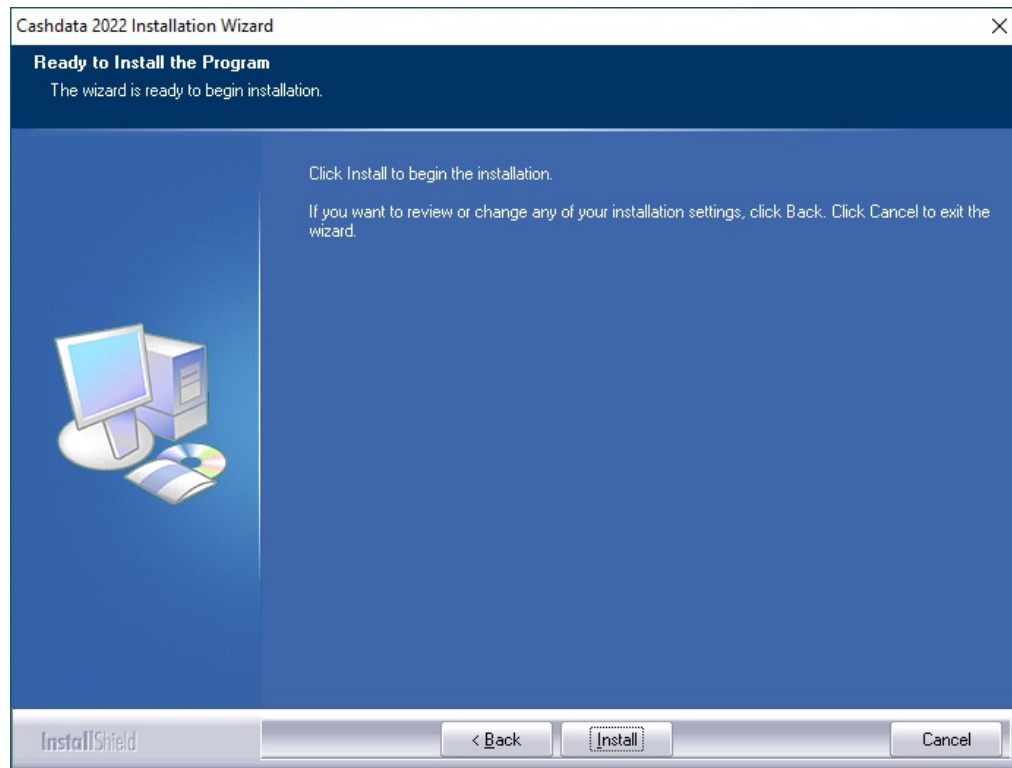 Cashdata 2022 Installation Wizard
Ready to Install the Program
The wizard is ready to begin installation.
Click Install to begin the installation.
If you want to review or change any of your installation settings, click Back. Click Cancel to exit the
wizard.
InstallShield
< Back
Install
Cancel